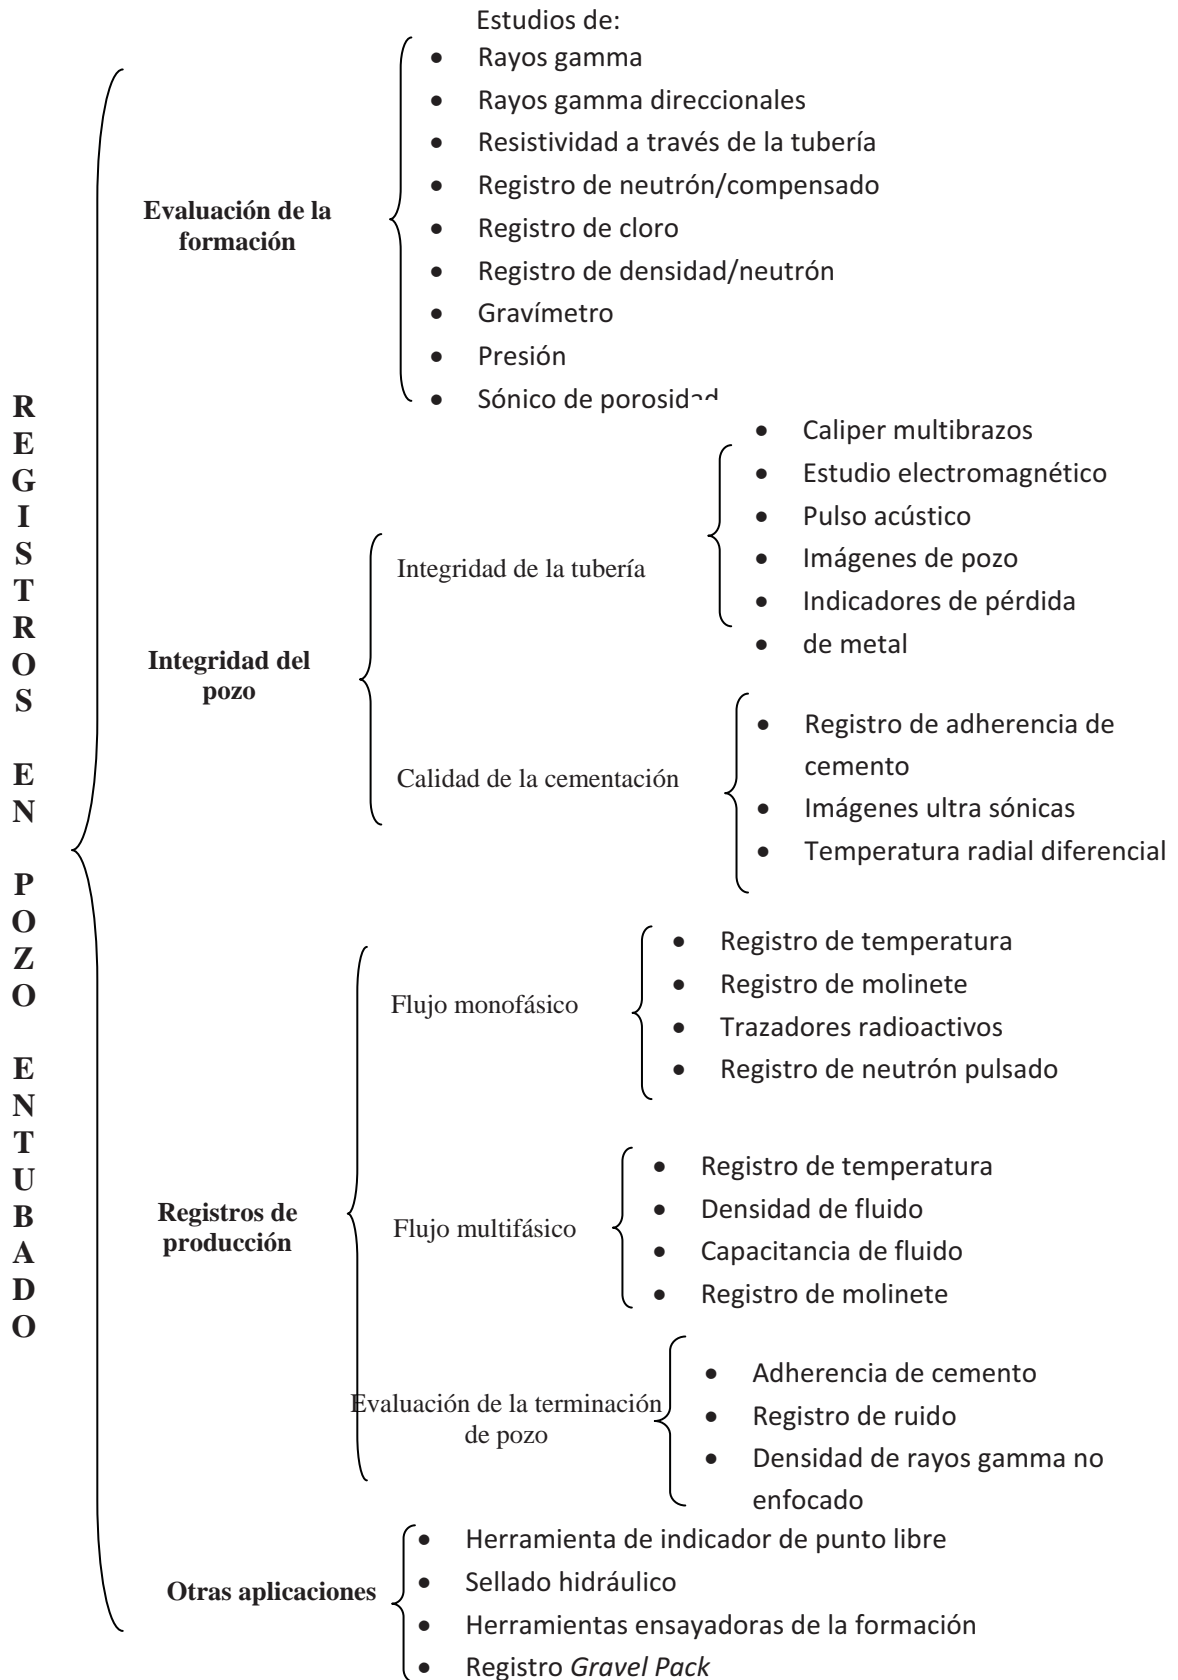 REGISTROS EN POZO ENTUBADO
Evaluación de la
formación
Estudios de:
• Rayos gamma
• Rayos gamma direccionales
• Resistividad a través de la tubería
• Registro de neutrón/compensado
• Registro de cloro
• Registro de densidad/neutrón
• Gravímetro
• Presión
• Sónico de porosidad
Integridad del
pozo
Integridad de la tubería
• Caliper multibrazos
• Estudio electromagnético
• Pulso acústico
• Imágenes de pozo
• Indicadores de pérdida
• de metal
Calidad de la cementación
• Registro de adherencia de
cemento
• Imágenes ultra sónicas
• Temperatura radial diferencial
Registros de
producción
Flujo monofásico
• Registro de temperatura
• Registro de molinete
• Trazadores radioactivos
• Registro de neutrón pulsado
Flujo multifásico
• Registro de temperatura
• Densidad de fluido
• Capacitancia de fluido
• Registro de molinete
Evaluación de la terminación
de pozo
• Adherencia de cemento
• Registro de ruido
• Densidad de rayos gamma no
enfocado
Otras aplicaciones
• Herramienta de indicador de punto libre
• Sellado hidráulico
• Herramientas ensayadoras de la formación
• Registro Gravel Pack